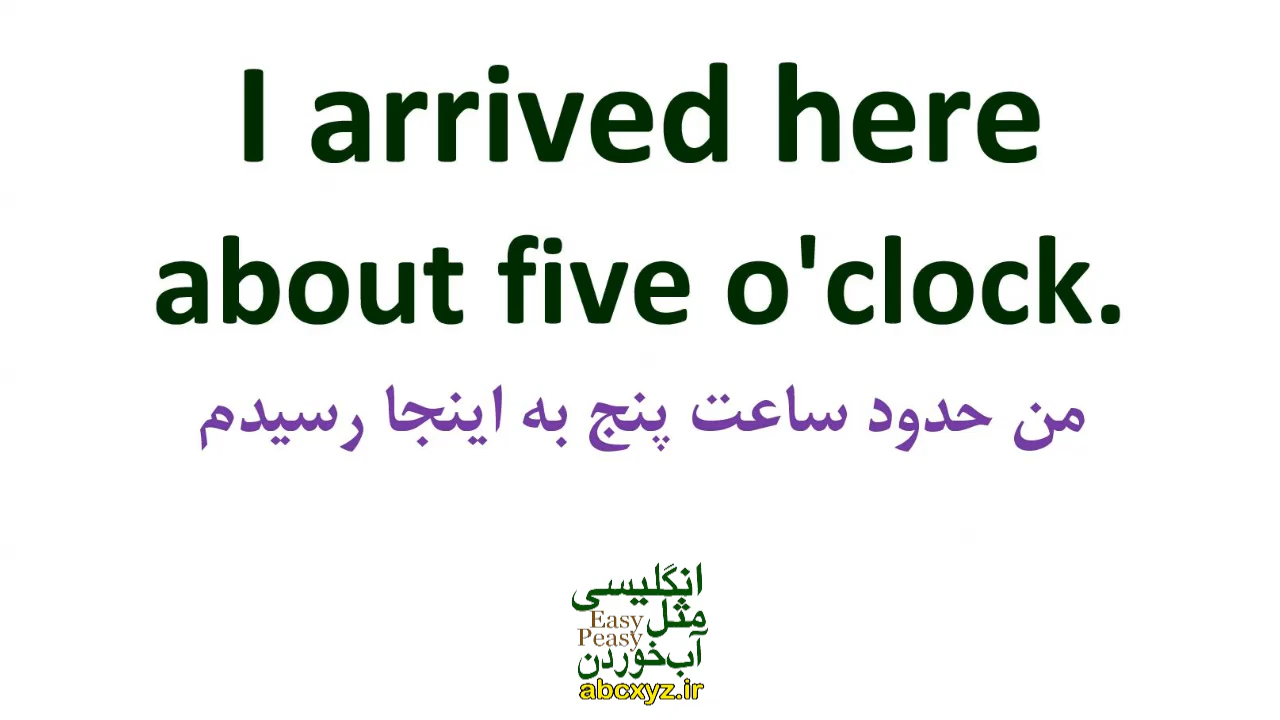 I arrived here
about five o'clock.
من حدود ساعت پنج به اینجا رسیدم
انگلیسی
مثل
Easy
Peasy
آب‌خوردن
abcxyz.ir